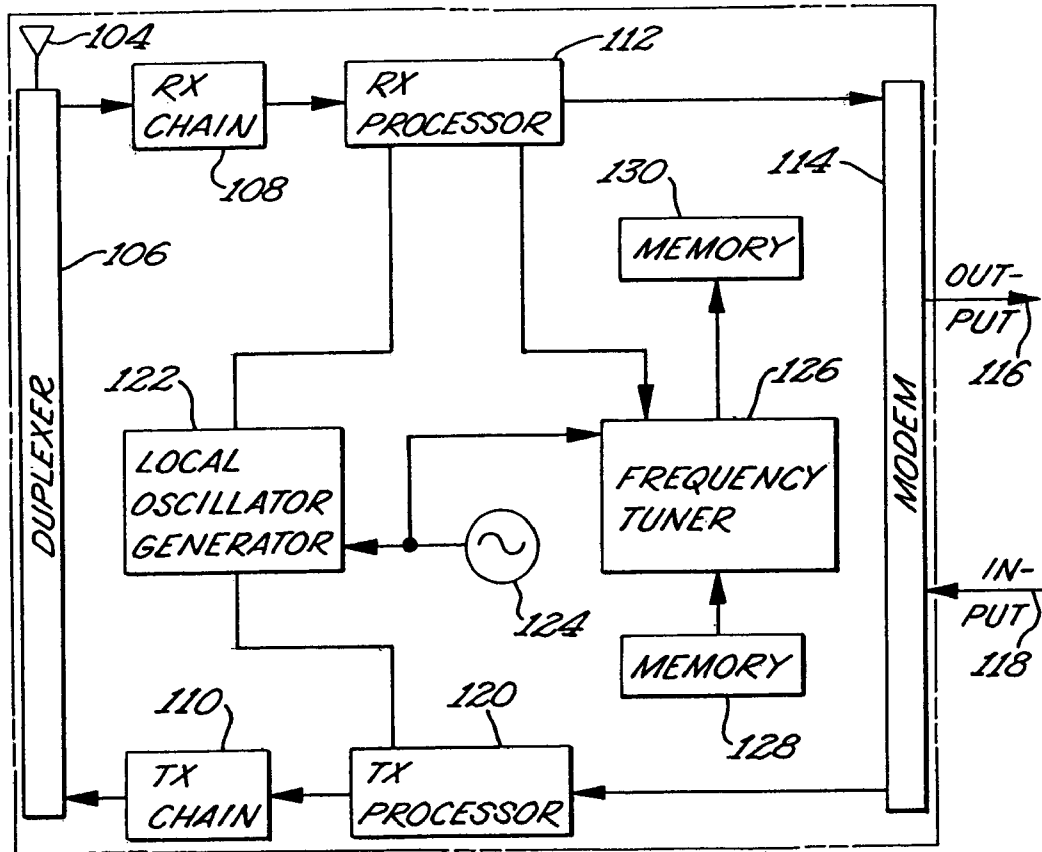 104
112
RX
CHAIN
RX
PROCESSOR
108
130
114
MEMORY
106
OUT-
PUT
116
122
126
DUPLEXER
LOCAL
OSCILLATOR
GENERATOR
FREQUENCY
TUNER
MODEM
124
IN-
PUT
118
MEMORY
128
110
120
TX
CHAIN
TX
PROCESSOR